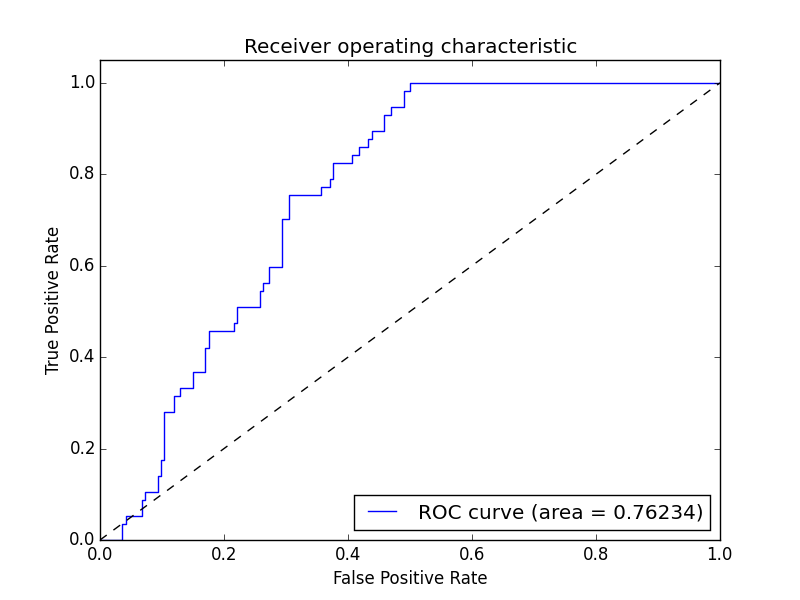 Receiver operating characteristic
1.0
0.8
0.6
0.4
0.2
0.0
True Positive Rate
ROC curve (area = 0.76234)
0.0 0.2 0.4 0.6 0.8 1.0
False Positive Rate